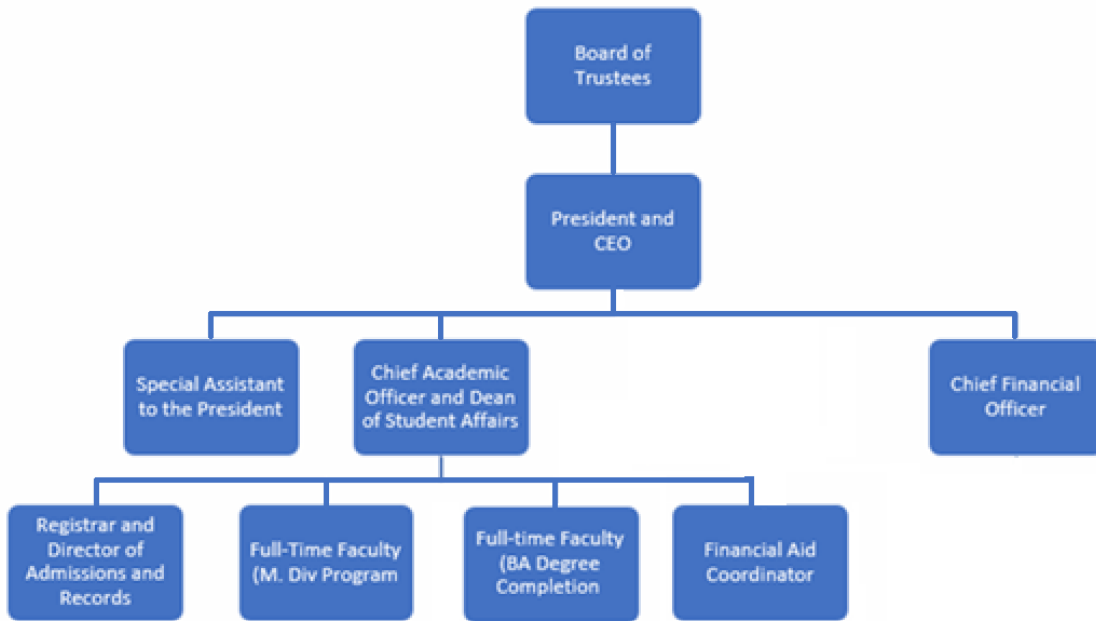 Board of
Trustees
President and
CEO
Special Assistant
to the President
Chief Academic
Officer and Dean
of Student Affairs
Chief Financial
Officer
Registrar and
Director of
Admissions and
Records
Full-Time Faculty
(M. Div Program
Full-time Faculty
(BA Degree
Completion
Financial Aid
Coordinator